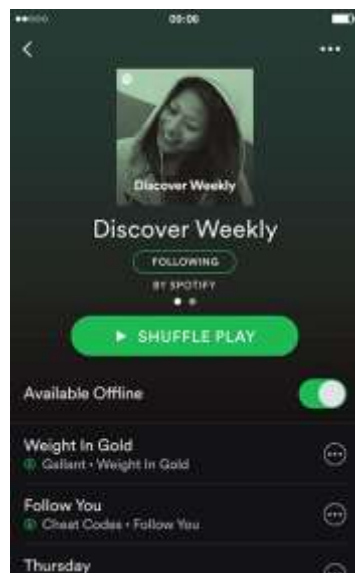 09:06
Discover Weekly
Discover Weekly
FOLLOWING
BY SPOTIFY
SHUFFLE PLAY
Available Offline
Weight In Gold
Gallant • Weight In Gold
Follow You
Cheat Codes • Follow You
Thursday